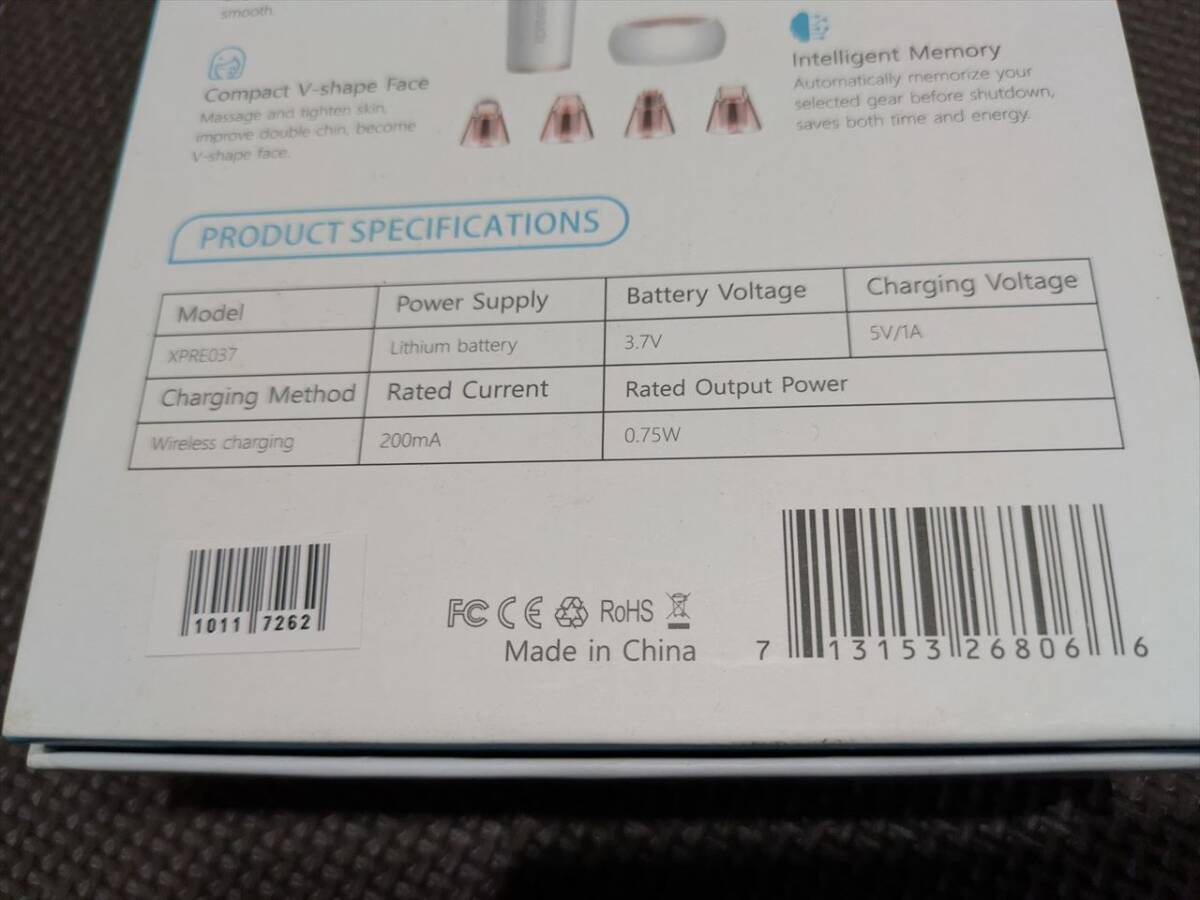 smooth.
Compact V-shape Face
Massage and tighten skin,
improve double chin, become
V-shape face.
Intelligent Memory
Automatically memorize your
selected gear before shutdown,
saves both time and energy.
PRODUCT SPECIFICATIONS
Model Power Supply Battery Voltage Charging Voltage
XPRE037 Lithium battery 3.7V 5V/1A
Charging Method Rated Current Rated Output Power
Wireless charging 200mA 0.75W
1011 7262
FC CE RoHS
Made in China
7 13153 26806 6